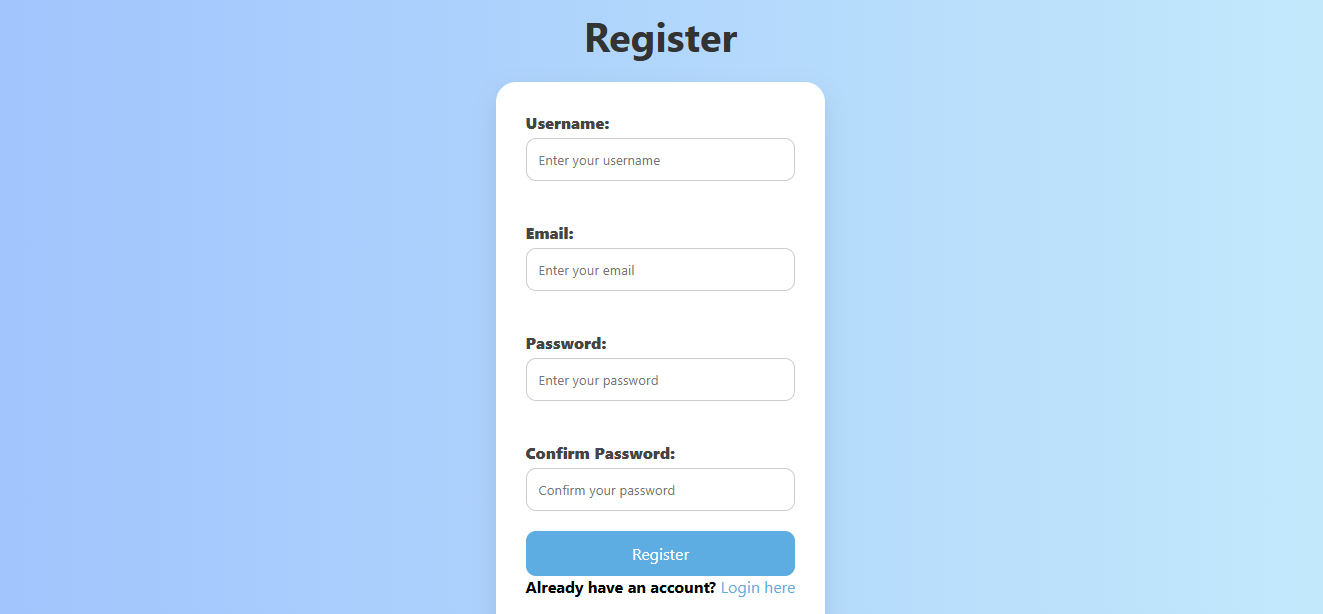 Register
Username:
Enter your username
Email:
Enter your email
Password:
Enter your password
Confirm Password:
Confirm your password
Register
Already have an account? Login here